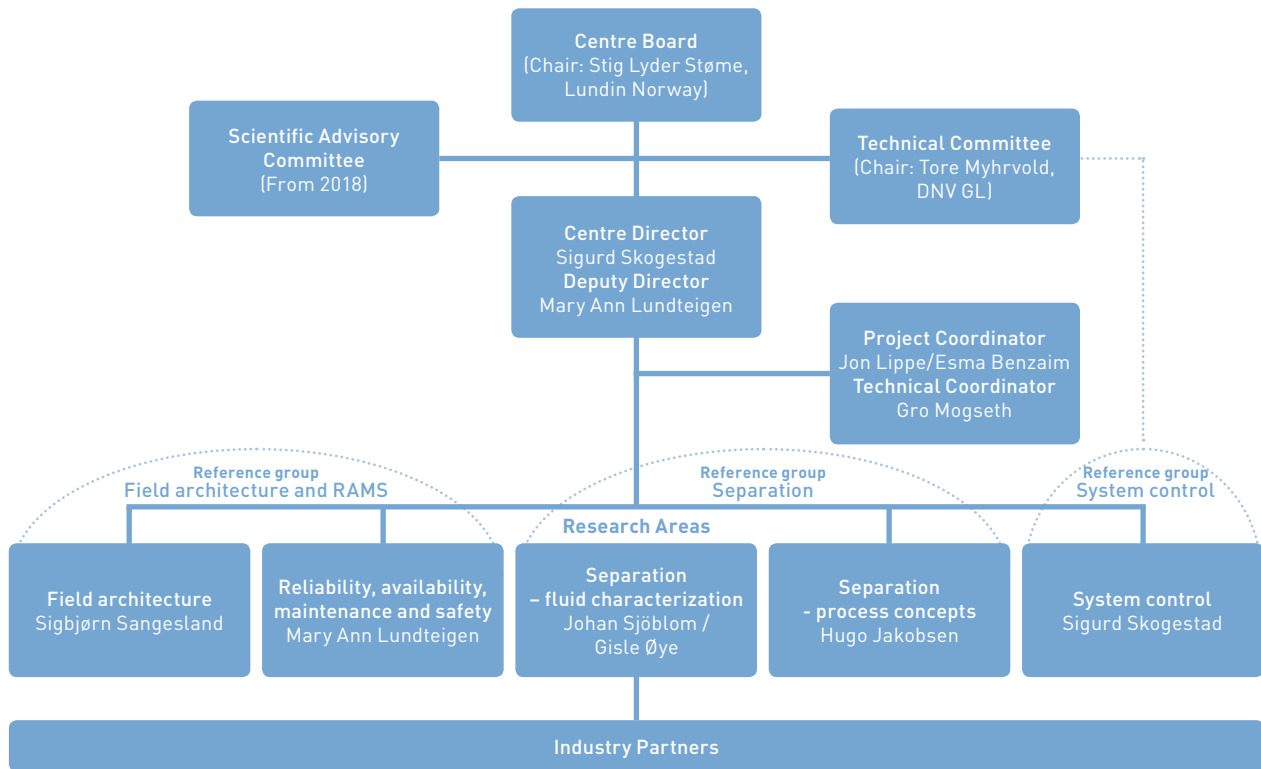 Centre Board
(Chair: Stig Lyder Støme,
Lundin Norway)
Scientific Advisory
Committee
(From 2018)
Technical Committee
(Chair: Tore Myhrvold,
DNV GL)
Centre Director
Sigurd Skogestad
Deputy Director
Mary Ann Lundteigen
Project Coordinator
Jon Lippe/Esma Benzaim
Technical Coordinator
Gro Mogseth
Reference group
Field architecture and RAMS
Reference group
Separation
Reference group
System control
Research Areas
Field architecture
Sigbjørn Sangesland
Reliability, availability,
maintenance and safety
Mary Ann Lundteigen
Separation
– fluid characterization
Johan Sjöblom /
Gisle Øye
Separation
- process concepts
Hugo Jakobsen
System control
Sigurd Skogestad
Industry Partners